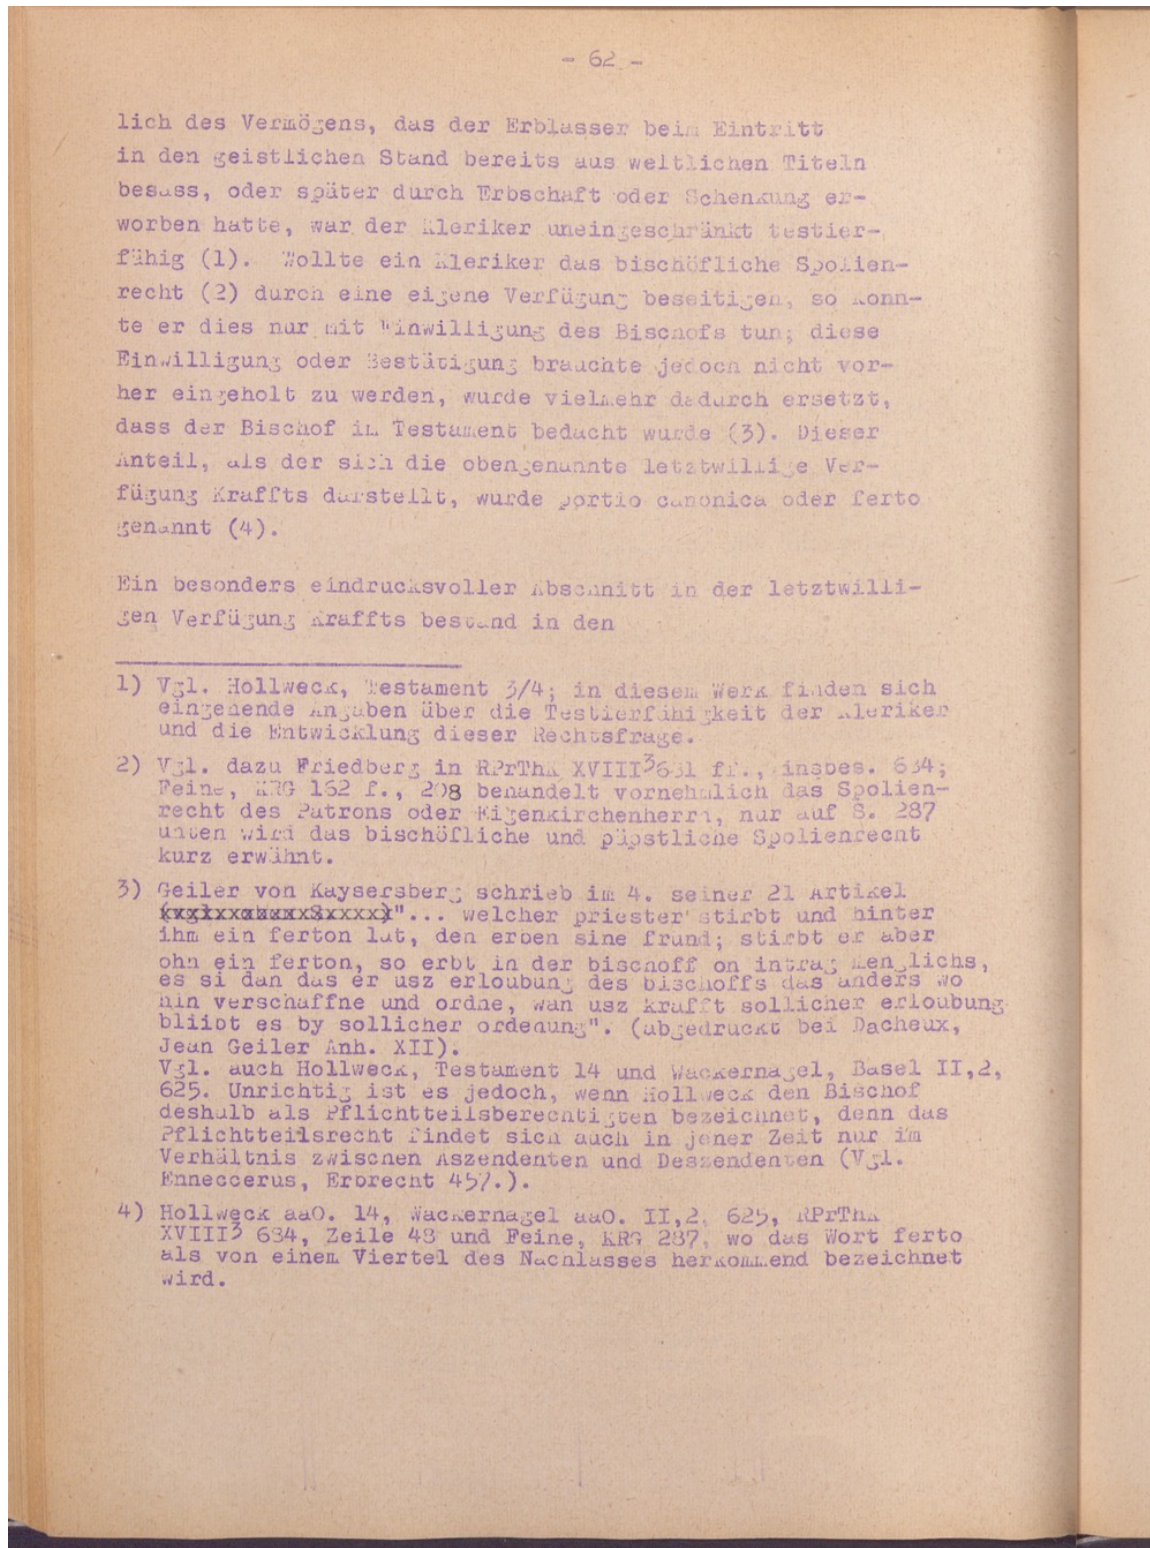 - 62 -
lich des Vermögens, das der Erblasser beim Eintritt
in den geistlichen Stand bereits aus weltlichen Titeln
besass, oder später durch Erbschaft oder Schenkung er-
worben hatte, war der Kleriker uneingeschränkt testier-
fähig (1). Wollte ein Kleriker das bischöfliche Spolien-
recht (2) durch eine eigene Verfügung beseitigen, so konn-
te er dies nur mit Einwilligung des Bischofs tun; diese
Einwilligung oder Bestätigung brauchte jedoch nicht vor-
her eingeholt zu werden, wurde vielmehr dadurch ersetzt,
dass der Bischof im Testament bedacht wurde (3). Dieser
Anteil, als der sich die obengenannte letztwillige Ver-
fügung Kraffts darstellt, wurde portio canonica oder ferto
genannt (4).
Ein besonders eindrucksvoller Abschnitt in der letztwilli-
gen Verfügung Kraffts bestand in den
1) Vgl. Hollweck, Testament 3/4; in diesem Werk finden sich
eingehende Angaben über die Testierfähigkeit der Kleriker
und die Entwicklung dieser Rechtsfrage.
2) Vgl. dazu Friedberg in RPrThK XVIII³ 681 ff., insbes. 684;
Feine, KRG 162 f., 208 behandelt vornehmlich das Spolien-
recht des Patrons oder Eigenkirchenherrn, nur auf S. 287
unten wird das bischöfliche und päpstliche Spolienrecht
kurz erwähnt.
3) Geiler von Kaysersberg schrieb im 4. seiner 21 Artikel
"... welcher priester stirbt und hinter
ihm ein ferton lat, den erben sine frund; stirbt er aber
ohn ein ferton, so erbt in der bischoff on intrag menglichs,
es si dan das er usz erloubung des bischoffs das anders wo
hin verschaffne und ordne, wan usz krafft sollicher erloubung
bliibt es by sollicher ordenung". (abgedruckt bei Dacheux,
Jean Geiler Anh. XII).
Vgl. auch Hollweck, Testament 14 und Wackernagel, Basel II,2,
625. Unrichtig ist es jedoch, wenn Hollweck den Bischof
deshalb als Pflichtteilsberechtigten bezeichnet, denn das
Pflichtteilsrecht findet sich auch in jener Zeit nur im
Verhältnis zwischen Aszendenten und Deszendenten (Vgl.
Enneccerus, Erbrecht 457.).
4) Hollweck aaO. 14, Wackernagel aaO. II,2, 625, RPrThK
XVIII³ 684, Zeile 48 und Feine, KRG 287, wo das Wort ferto
als von einem Viertel des Nachlasses herkommend bezeichnet
wird.